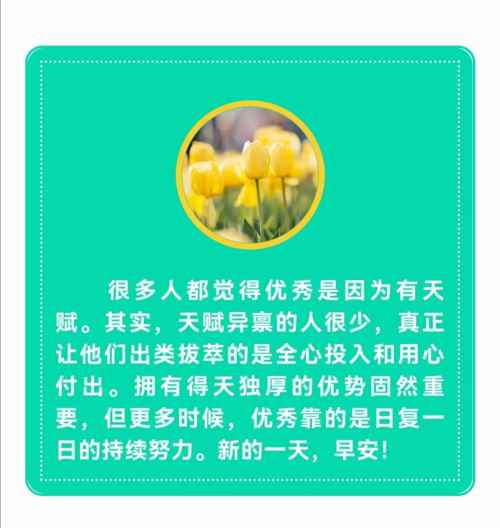 很多人都觉得优秀是因为有天
赋。其实，天赋异禀的人很少，真正
让他们出类拔萃的是全心投入和用心
付出。拥有得天独厚的优势固然重
要，但更多时候，优秀靠的是日复一
日的持续努力。新的一天，早安！